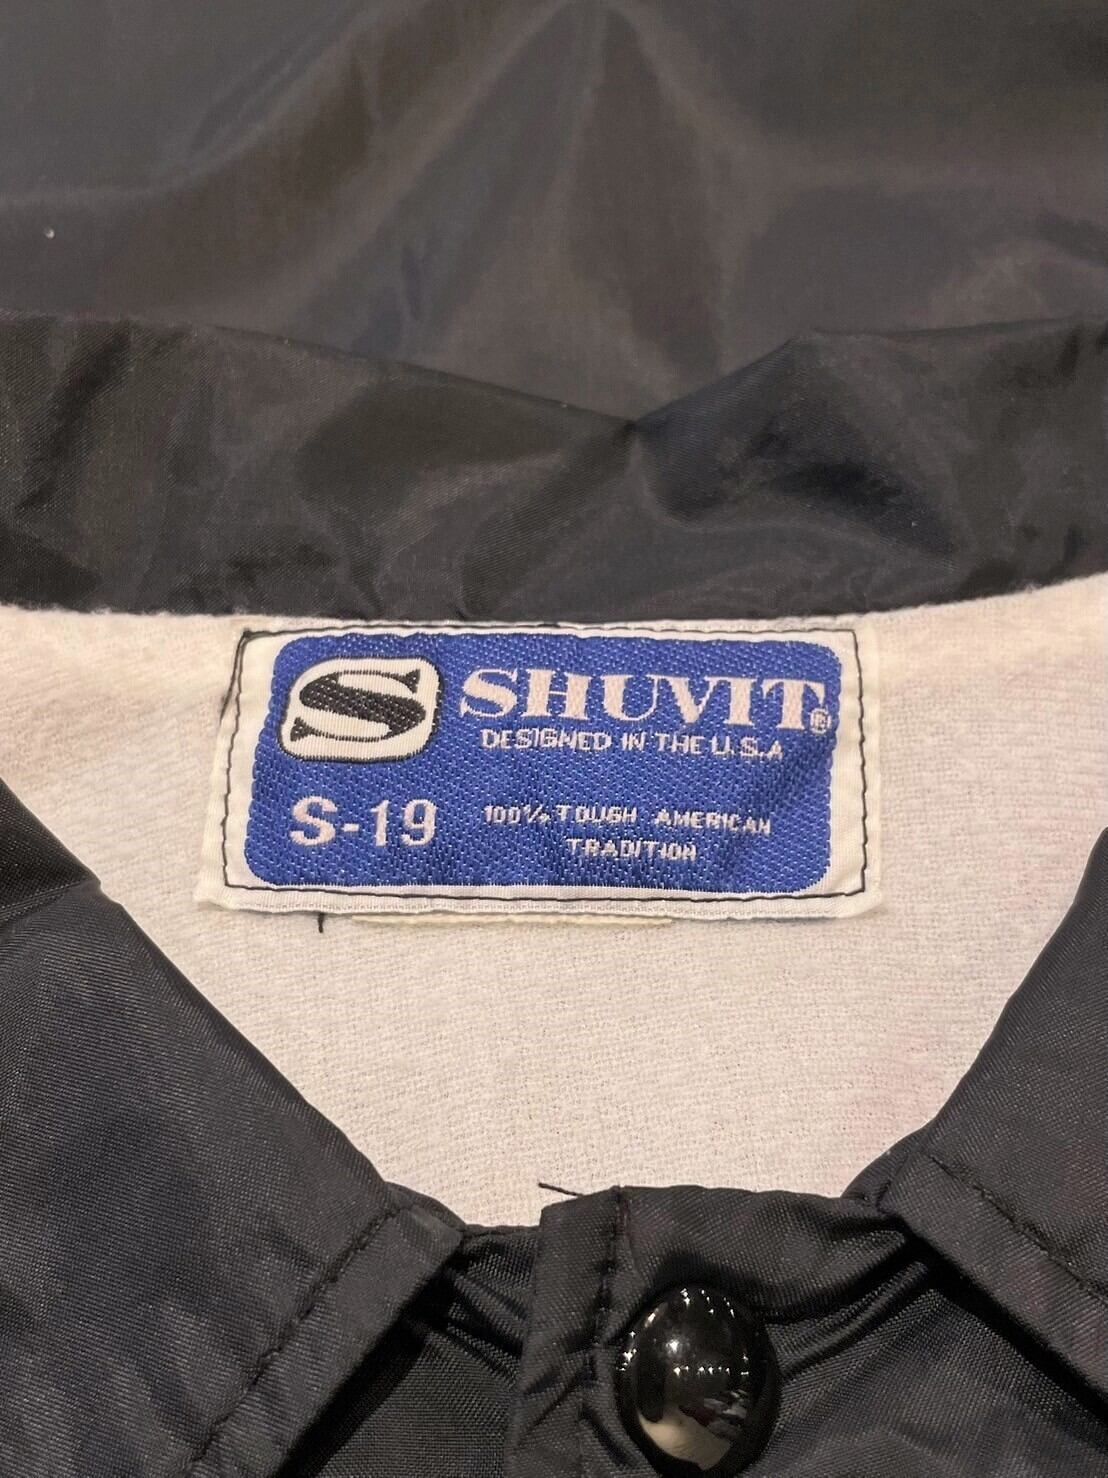 S SHUVIT®
DESIGNED IN THE U.S.A
S-19
100% TOUGH AMERICAN
TRADITION